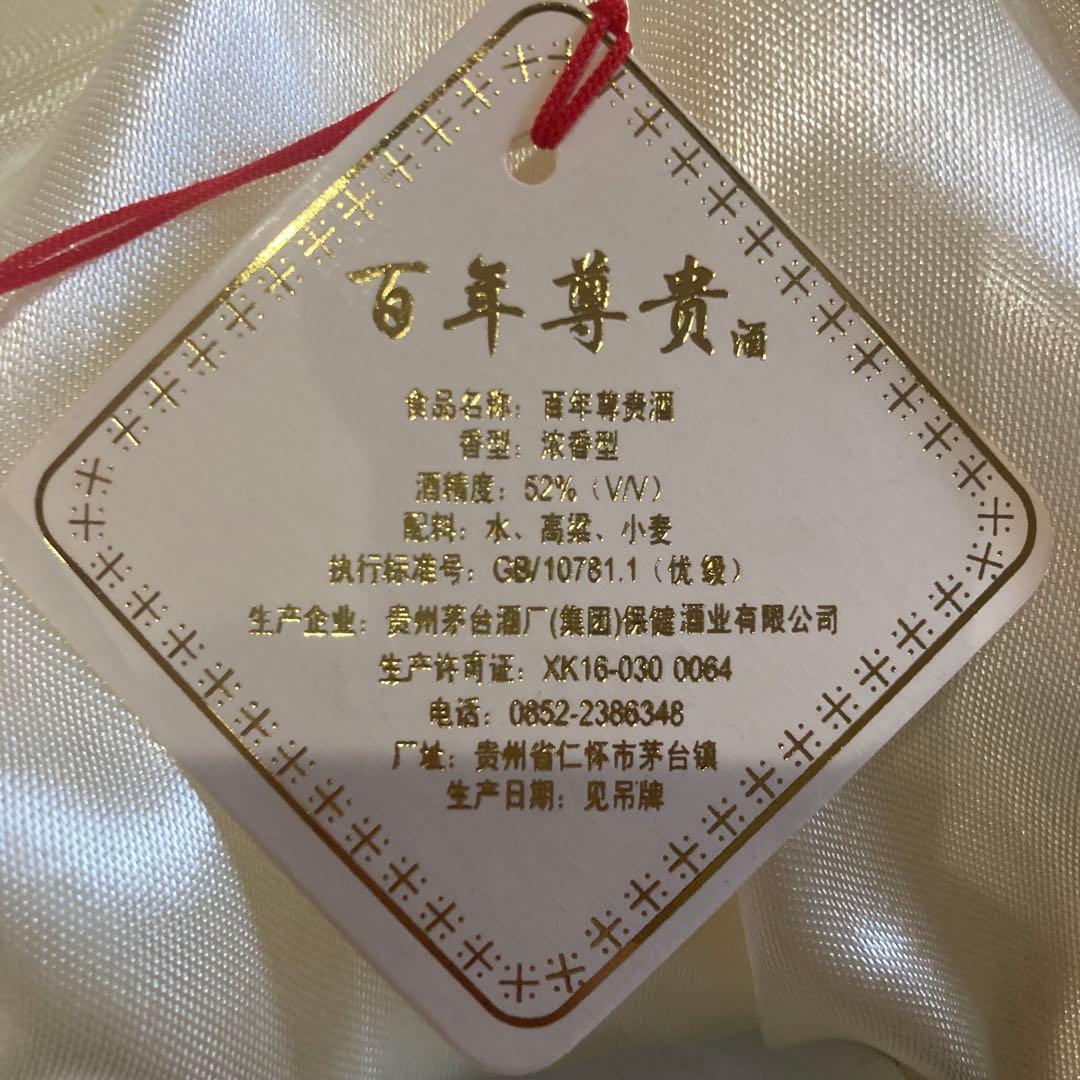 百年尊贵酒
食品名称：百年尊贵酒
香型：浓香型
酒精度：52%（V/V）
配料：水、高粱、小麦
执行标准号：GB/10781.1（优级）
生产企业：贵州茅台酒厂(集团)保健酒业有限公司
生产许可证：XK16-030 0064
电话：0852-2386348
厂址：贵州省仁怀市茅台镇
生产日期：见吊牌